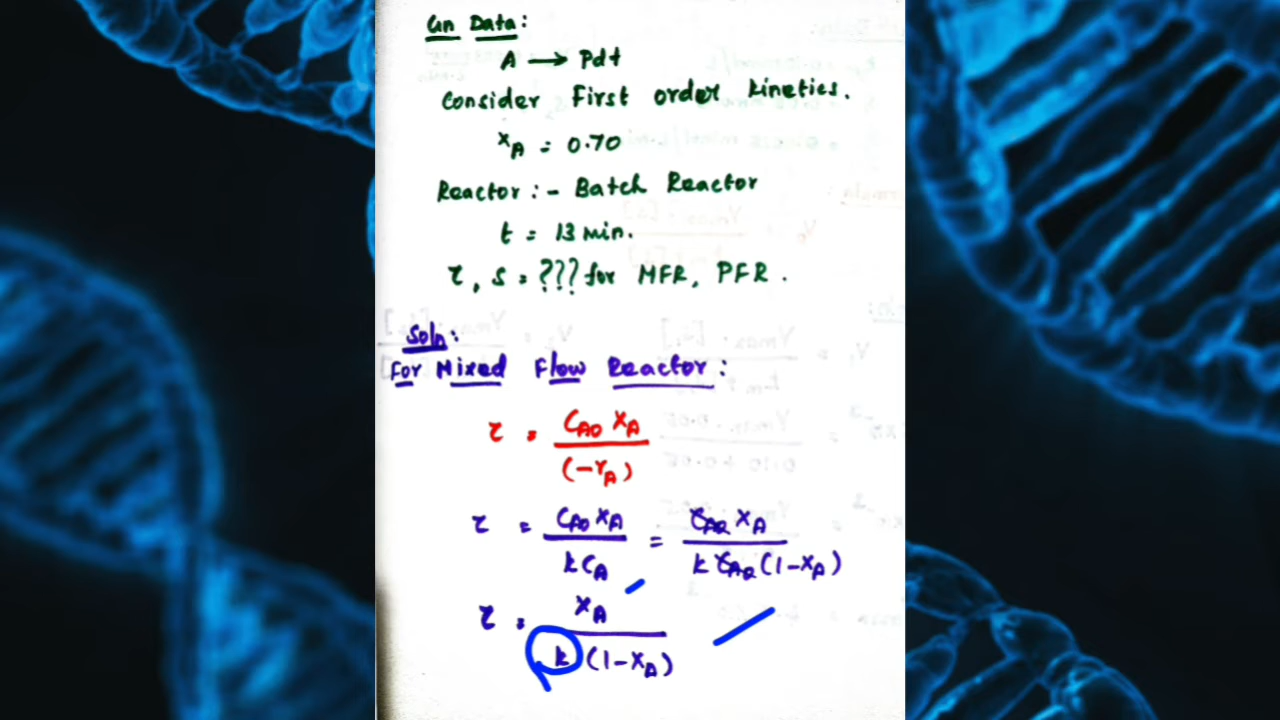 Gn Data:
A → Pdt
Consider First order kinetics.
X_A = 0.70
Reactor :- Batch Reactor
t = 13 min.
τ, s = ??? for MFR, PFR.
Soln:
For Mixed Flow Reactor:
τ = C_A0 X_A / (-r_A)
τ = C_A0 X_A / k C_A = C_A0 X_A / k C_A0 (1-X_A)
τ = X_A / k (1-X_A)